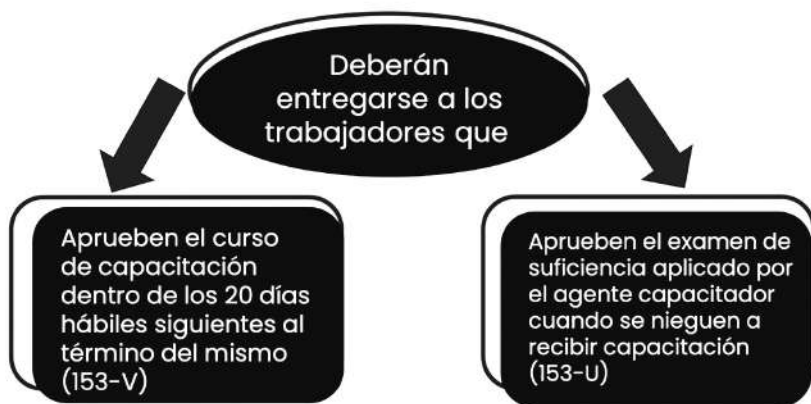 Deberán
entregarse a los
trabajadores que
Aprueben el curso
de capacitación
dentro de los 20 días
hábiles siguientes al
término del mismo
(153-V)
Aprueben el examen de
suficiencia aplicado por
el agente capacitador
cuando se nieguen a
recibir capacitación
(153-U)